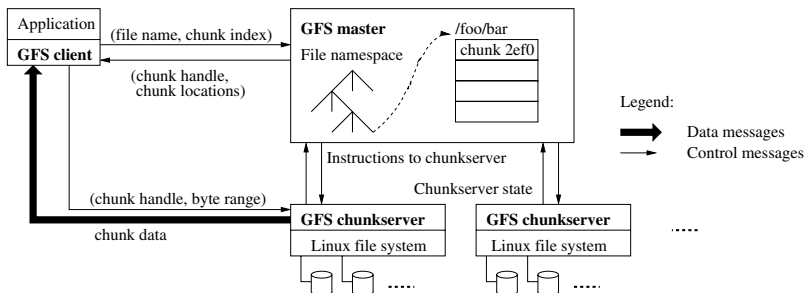 Application
GFS client
(file name, chunk index)
(chunk handle,
chunk locations)
GFS master
File namespace
/foo/bar
chunk 2ef0
Legend:
Data messages
Control messages
Instructions to chunkserver
Chunkserver state
(chunk handle, byte range)
chunk data
GFS chunkserver
Linux file system
GFS chunkserver
Linux file system